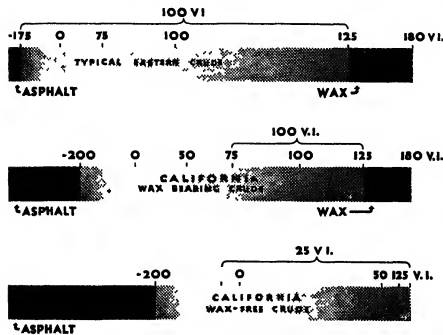 100 V.I.
-175 0 75 100 125 180 V.I.
TYPICAL EASTERN CRUDE
ASPHALT WAX
100 V.I.
-200 0 50 75 100 125 180 V.I.
CALIFORNIA
WAX BEARING CRUDE
ASPHALT WAX
25 V.I.
-200 0 50 125 V.I.
CALIFORNIA
WAX-FREE CRUDE
ASPHALT